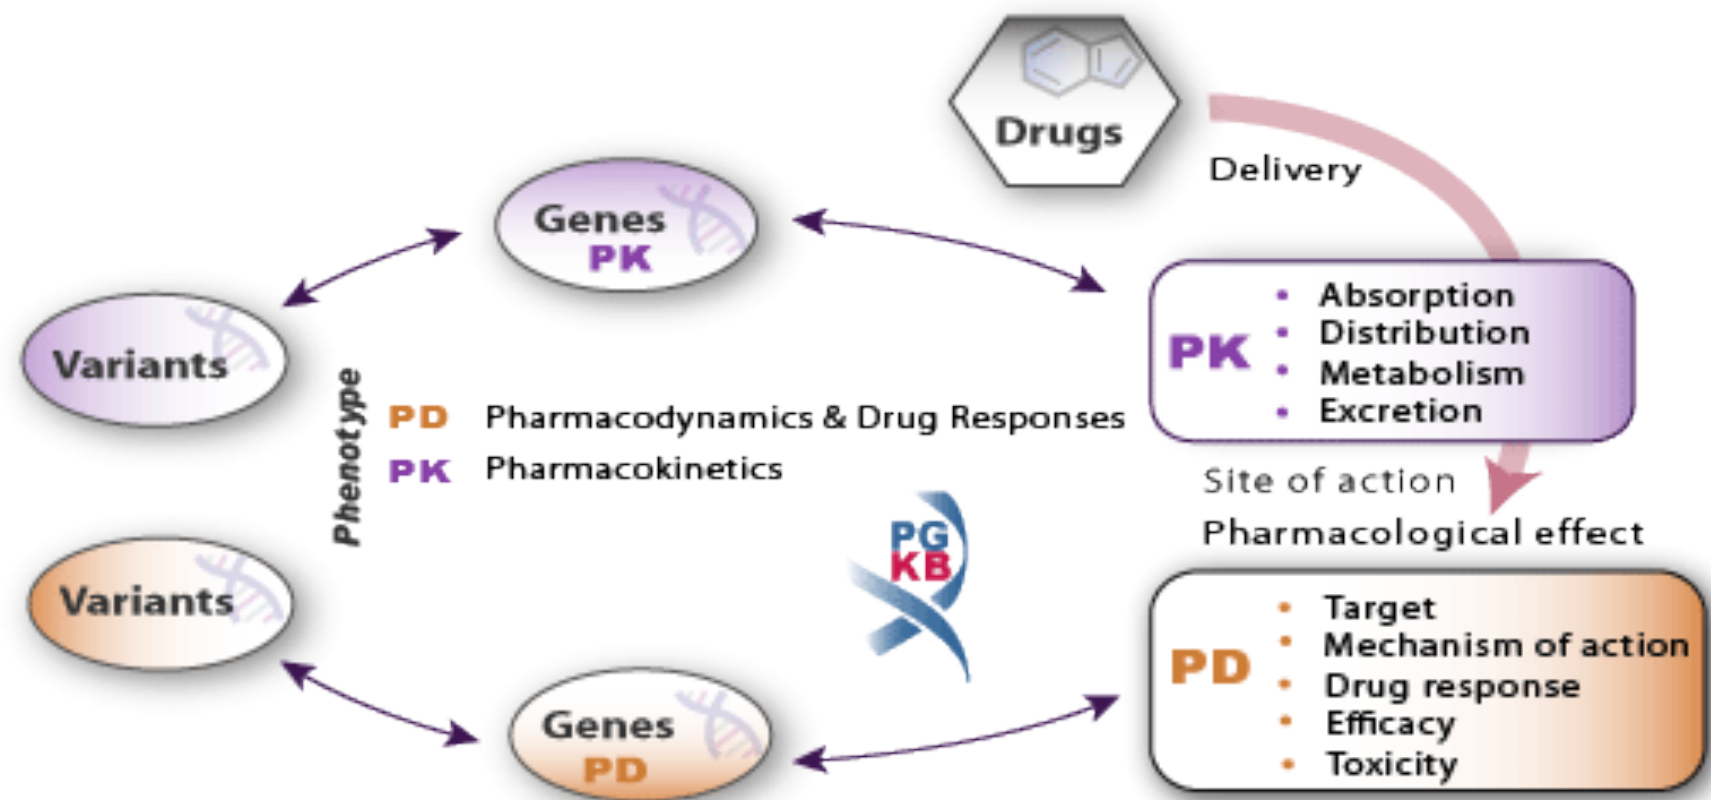 Drugs
Delivery
Genes
PK
Variants
PK
Absorption
Distribution
Metabolism
Excretion
Phenotype
PD Pharmacodynamics & Drug Responses
PK Pharmacokinetics
Site of action
Pharmacological effect
PG
KB
Variants
Genes
PD
PD
Target
Mechanism of action
Drug response
Efficacy
Toxicity